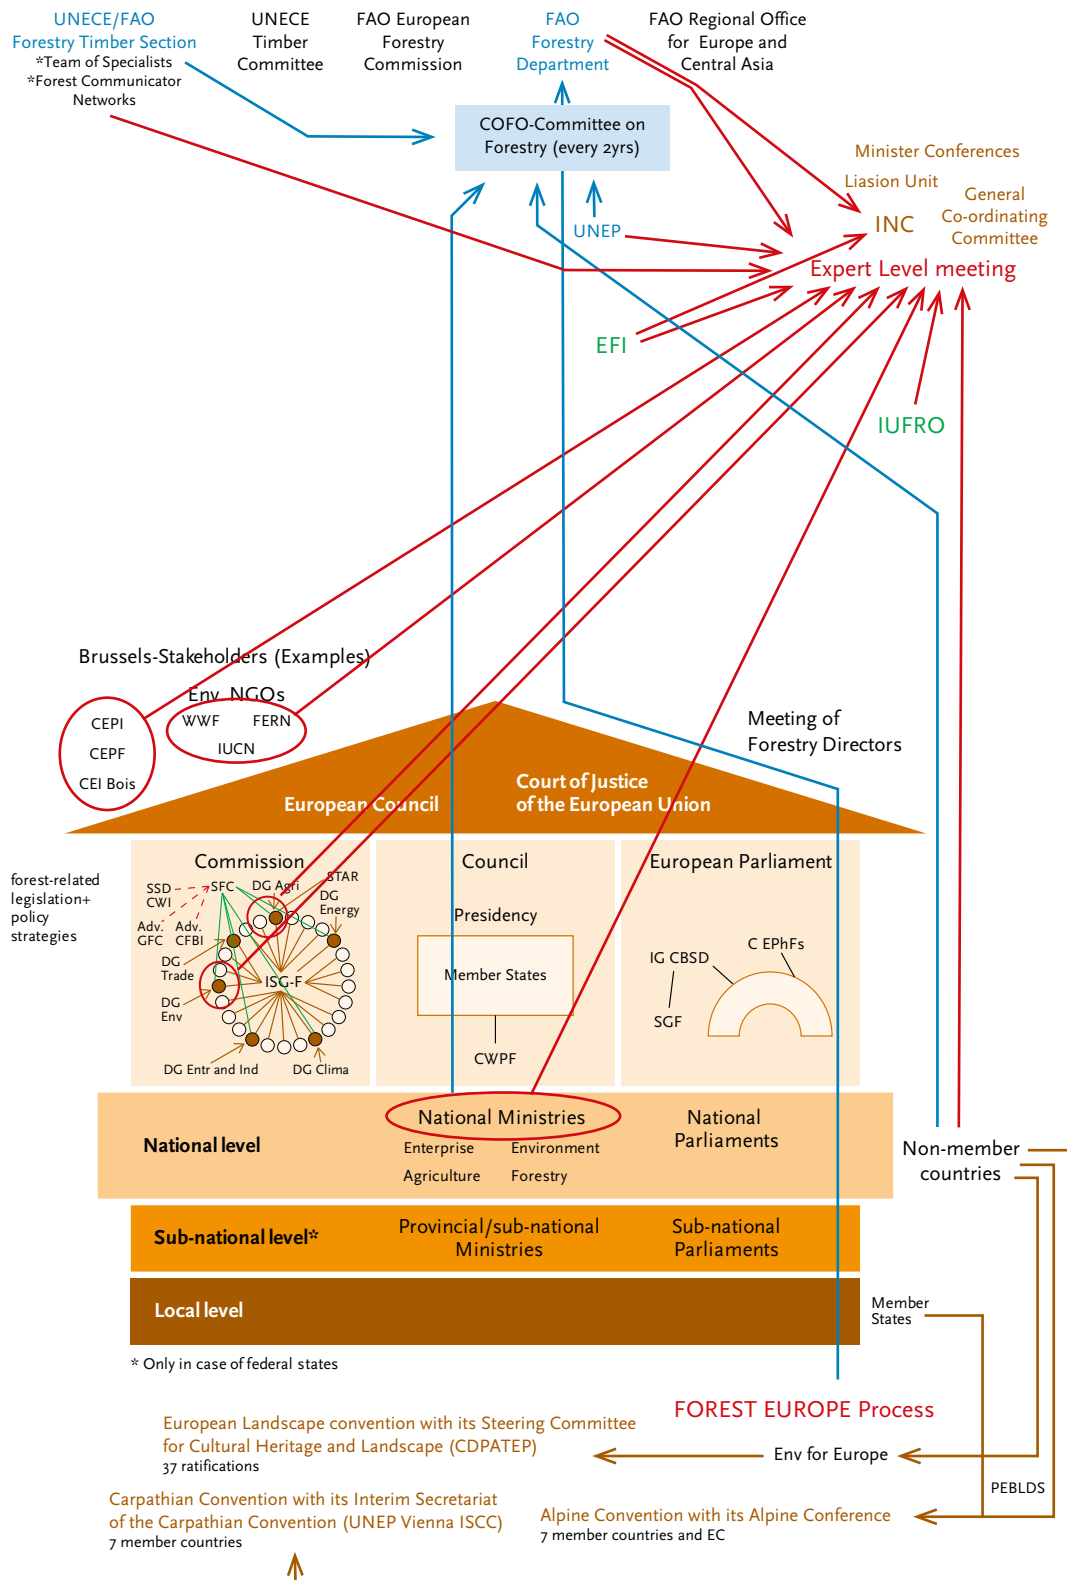 UNECE/FAO
Forestry Timber Section
*Team of Specialists
*Forest Communicator
Networks
UNECE
Timber
Committee
FAO European
Forestry
Commission
FAO
Forestry
Department
FAO Regional Office
for Europe and
Central Asia
COFO-Committee on
Forestry (every 2yrs)
Minister Conferences
Liasion Unit
General
Co-ordinating
Committee
INC
UNEP
Expert Level meeting
EFI
IUFRO
Brussels-Stakeholders (Examples)
Env NGOs
CEPI
CEPF
CEI Bois
WWF
FERN
IUCN
Meeting of
Forestry Directors
European Council
Court of Justice
of the European Union
forest-related
legislation+
policy
strategies
Commission
SSD
CWI
SFC
DG Agri
STAR
DG
Energy
Adv.
GFC
Adv.
CFBI
DG
Trade
ISG-F
DG
Env
DG Entr and Ind
DG Clima
Council
Presidency
Member States
CWPF
European Parliament
IG CBSD
C EPhFs
SGF
National level
National Ministries
Enterprise
Environment
Agriculture
Forestry
National
Parliaments
Non-member
countries
Sub-national level*
Provincial/sub-national
Ministries
Sub-national
Parliaments
Local level
Member
States
* Only in case of federal states
FOREST EUROPE Process
European Landscape convention with its Steering Committee
for Cultural Heritage and Landscape (CDPATEP)
37 ratifications
Env for Europe
PEBLDS
Carpathian Convention with its Interim Secretariat
of the Carpathian Convention (UNEP Vienna ISCC)
7 member countries
Alpine Convention with its Alpine Conference
7 member countries and EC